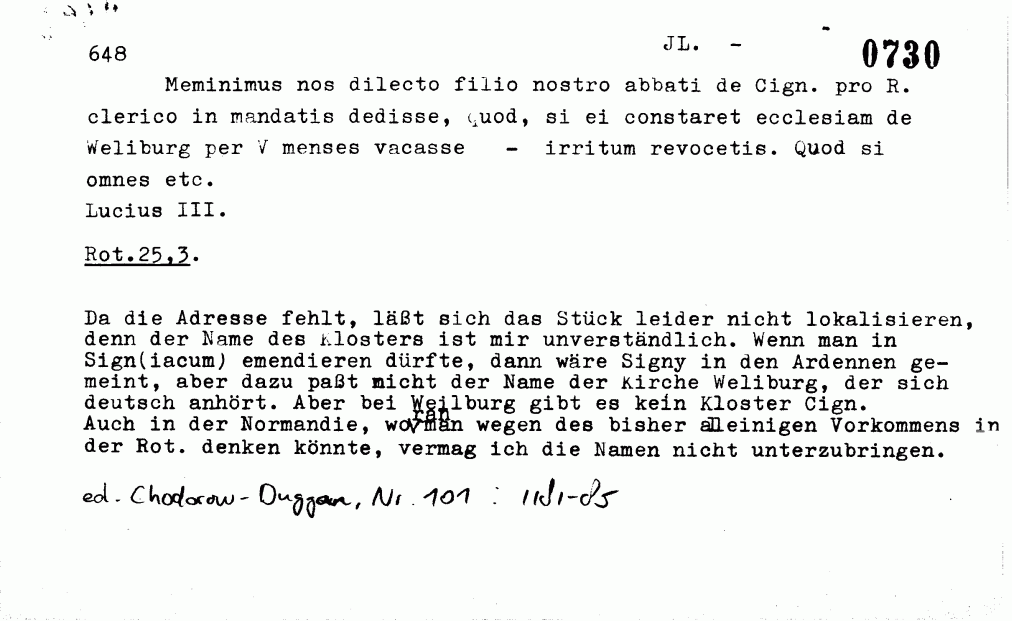 648
JL. -
0730
Meminimus nos dilecto filio nostro abbati de Cign. pro R.
clerico in mandatis dedisse, quod, si ei constaret ecclesiam de
Weliburg per V menses vacasse - irritum revocetis. Quod si
omnes etc.
Lucius III.
Rot.25,3.
Da die Adresse fehlt, läßt sich das Stück leider nicht lokalisieren,
denn der Name des Klosters ist mir unverständlich. Wenn man in
Sign(iacum) emendieren dürfte, dann wäre Signy in den Ardennen ge-
meint, aber dazu paßt nicht der Name der Kirche Weliburg, der sich
deutsch anhört. Aber bei Weilburg gibt es kein Kloster Cign.
Auch in der Normandie, woran man wegen des bisher alleinigen Vorkommens in
der Rot. denken könnte, vermag ich die Namen nicht unterzubringen.
ed. Chodorow-Duggan, Nr. 101 : 1181-85